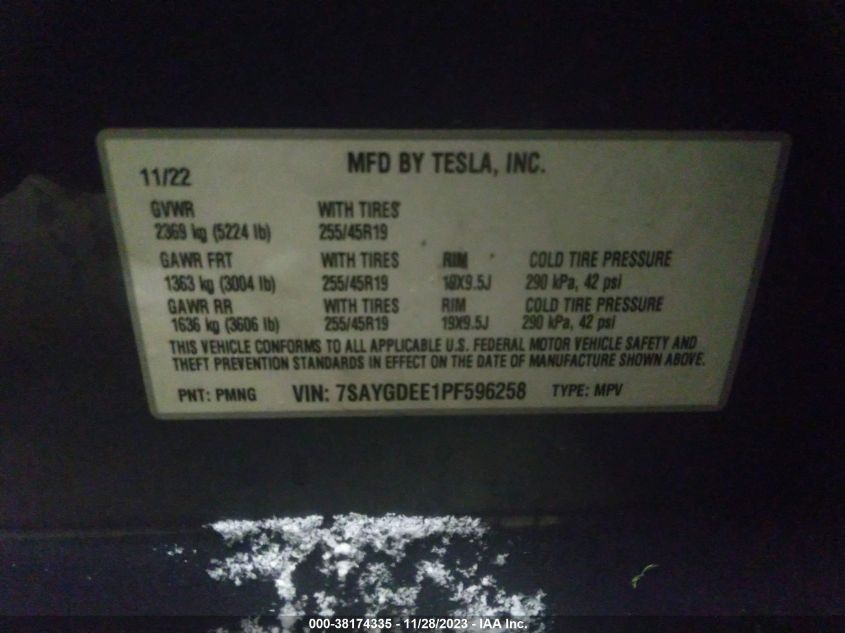 MFD BY TESLA, INC.
11/22
GVWR WITH TIRES
2369 kg (5224 lb) 255/45R19
GAWR FRT WITH TIRES RIM COLD TIRE PRESSURE
1363 kg (3004 lb) 255/45R19 19X9.5J 290 kPa, 42 psi
GAWR RR WITH TIRES RIM COLD TIRE PRESSURE
1636 kg (3606 lb) 255/45R19 19X9.5J 290 kPa, 42 psi
THIS VEHICLE CONFORMS TO ALL APPLICABLE U.S. FEDERAL MOTOR VEHICLE SAFETY AND
THEFT PREVENTION STANDARDS IN EFFECT ON THE DATE OF MANUFACTURE SHOWN ABOVE.
PNT: PMNG VIN: 7SAYGDEE1PF596258 TYPE: MPV
000-38174335 - 11/28/2023 - IAA Inc.